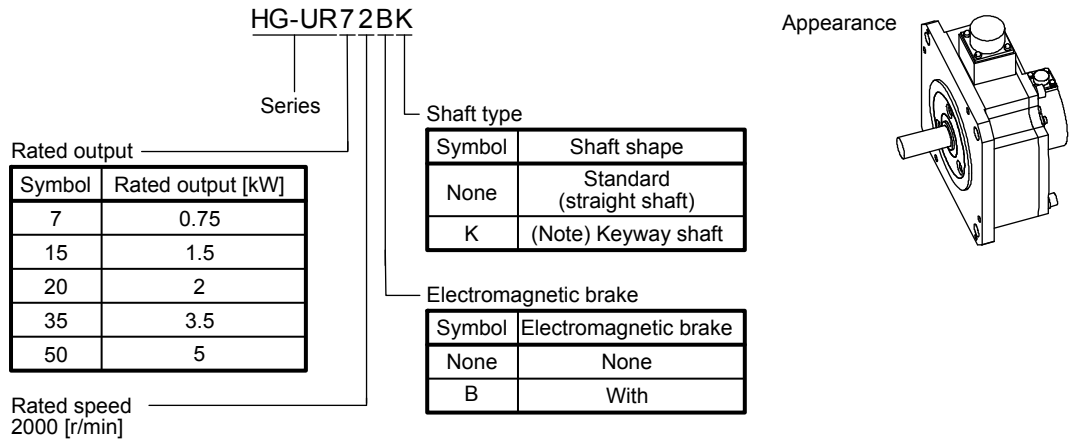 HG-UR72BK
Appearance
Series
Shaft type
Symbol Shaft shape
None Standard
(straight shaft)
K (Note) Keyway shaft
Rated output
Symbol Rated output [kW]
7 0.75
15 1.5
20 2
35 3.5
50 5
Electromagnetic brake
Symbol Electromagnetic brake
None None
B With
Rated speed
2000 [r/min]